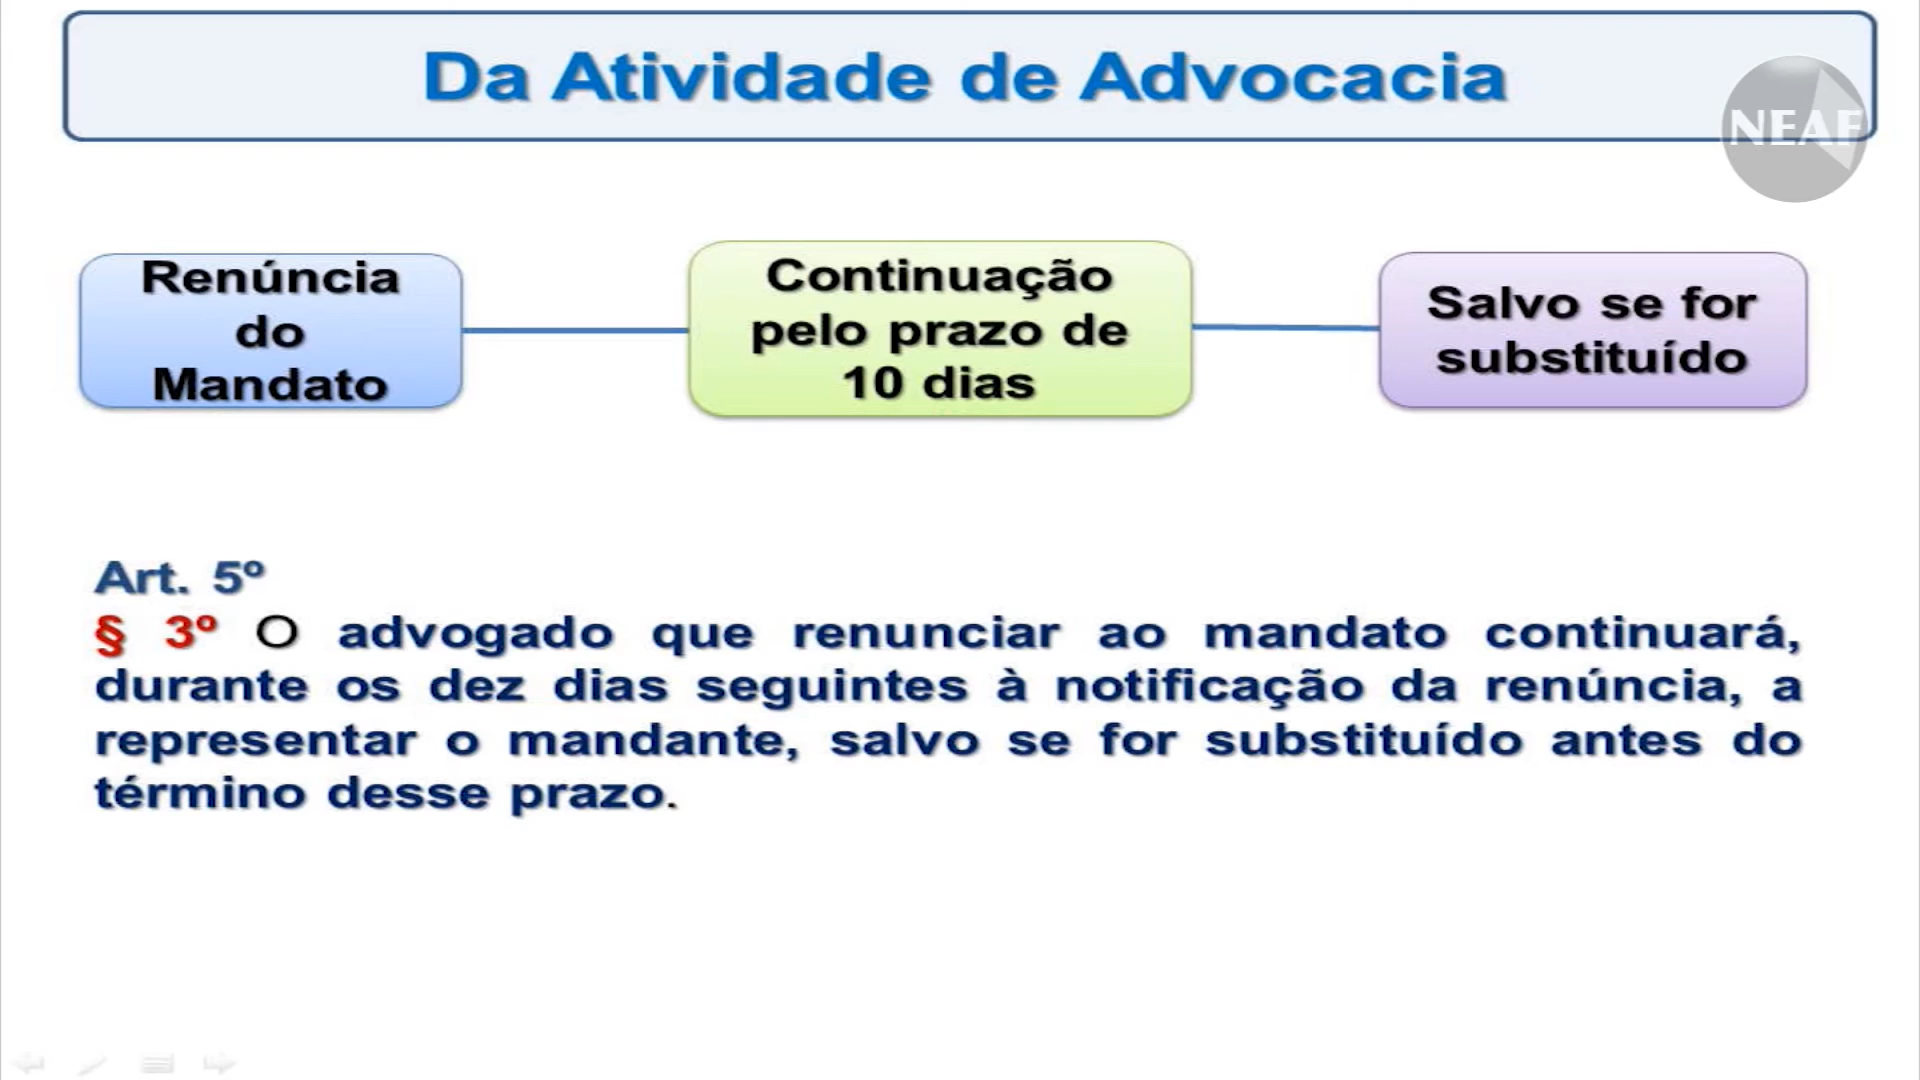 Da Atividade de Advocacia
NEAF
Renúncia
do
Mandato
Continuação
pelo prazo de
10 dias
Salvo se for
substituído
Art. 5º
§ 3º O advogado que renunciar ao mandato continuará,
durante os dez dias seguintes à notificação da renúncia, a
representar o mandante, salvo se for substituído antes do
término desse prazo.